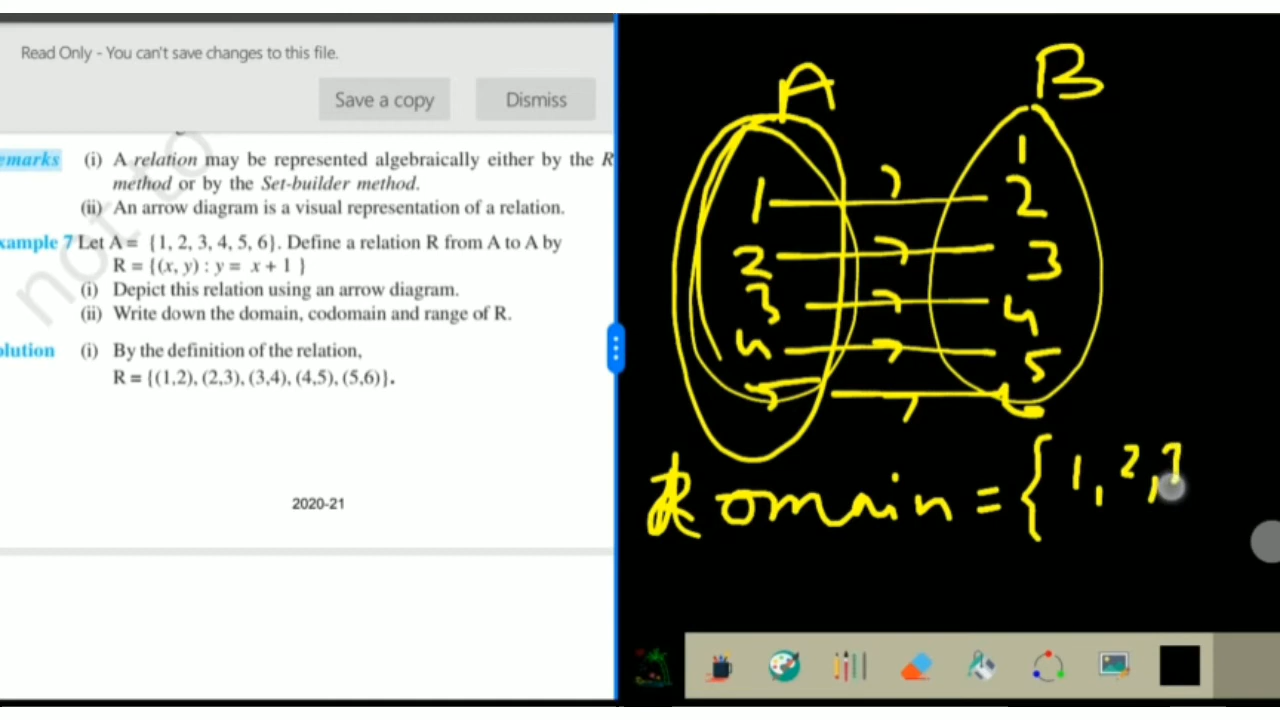 Read Only - You can't save changes to this file.
Save a copy
Dismiss
emarks (i) A relation may be represented algebraically either by the R
method or by the Set-builder method.
(ii) An arrow diagram is a visual representation of a relation.
xample 7 Let A = {1, 2, 3, 4, 5, 6}. Define a relation R from A to A by
R = {(x, y) : y = x + 1 }
(i) Depict this relation using an arrow diagram.
(ii) Write down the domain, codomain and range of R.
olution (i) By the definition of the relation,
R = {(1,2), (2,3), (3,4), (4,5), (5,6)}.
2020-21
not to
A B
1
1 2
2 3
3 4
4 5
5
omain = { 1, 2, 3